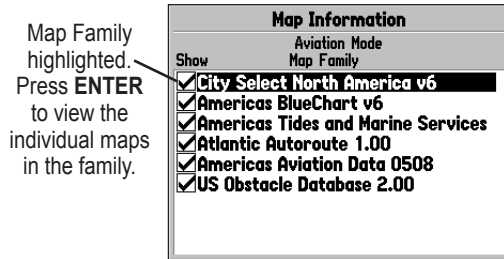 Map Family
highlighted.
Press ENTER
to view the
individual maps
in the family.
Map Information
Aviation Mode
Show Map Family
City Select North America v6
Americas BlueChart v6
Americas Tides and Marine Services
Atlantic Autoroute 1.00
Americas Aviation Data 0508
US Obstacle Database 2.00